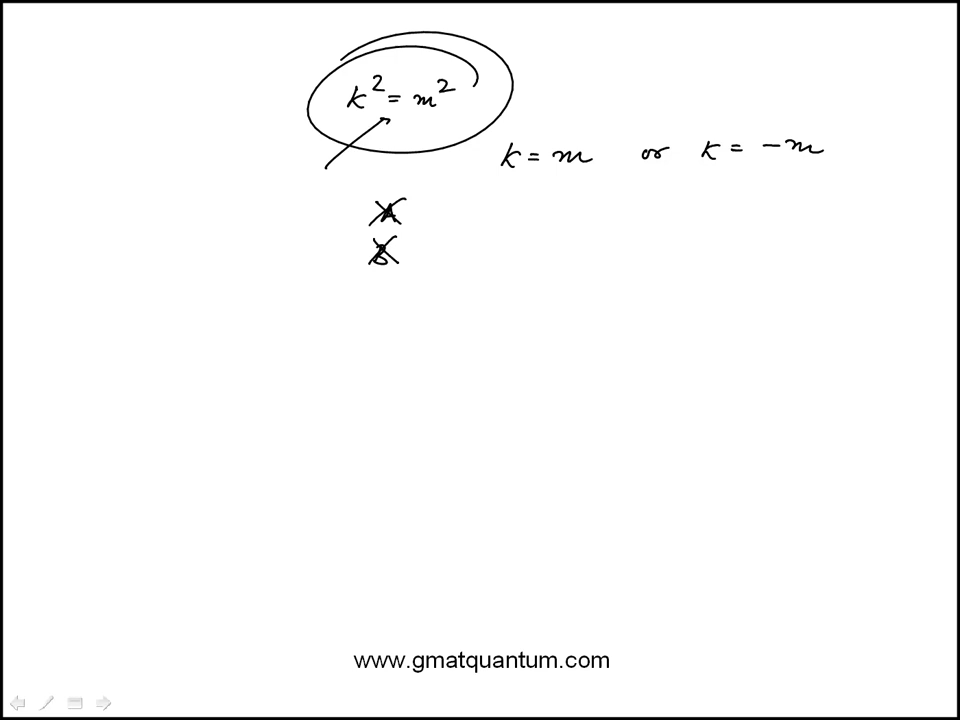 k² = m²
k = m or k = -m
A
B
www.gmatquantum.com